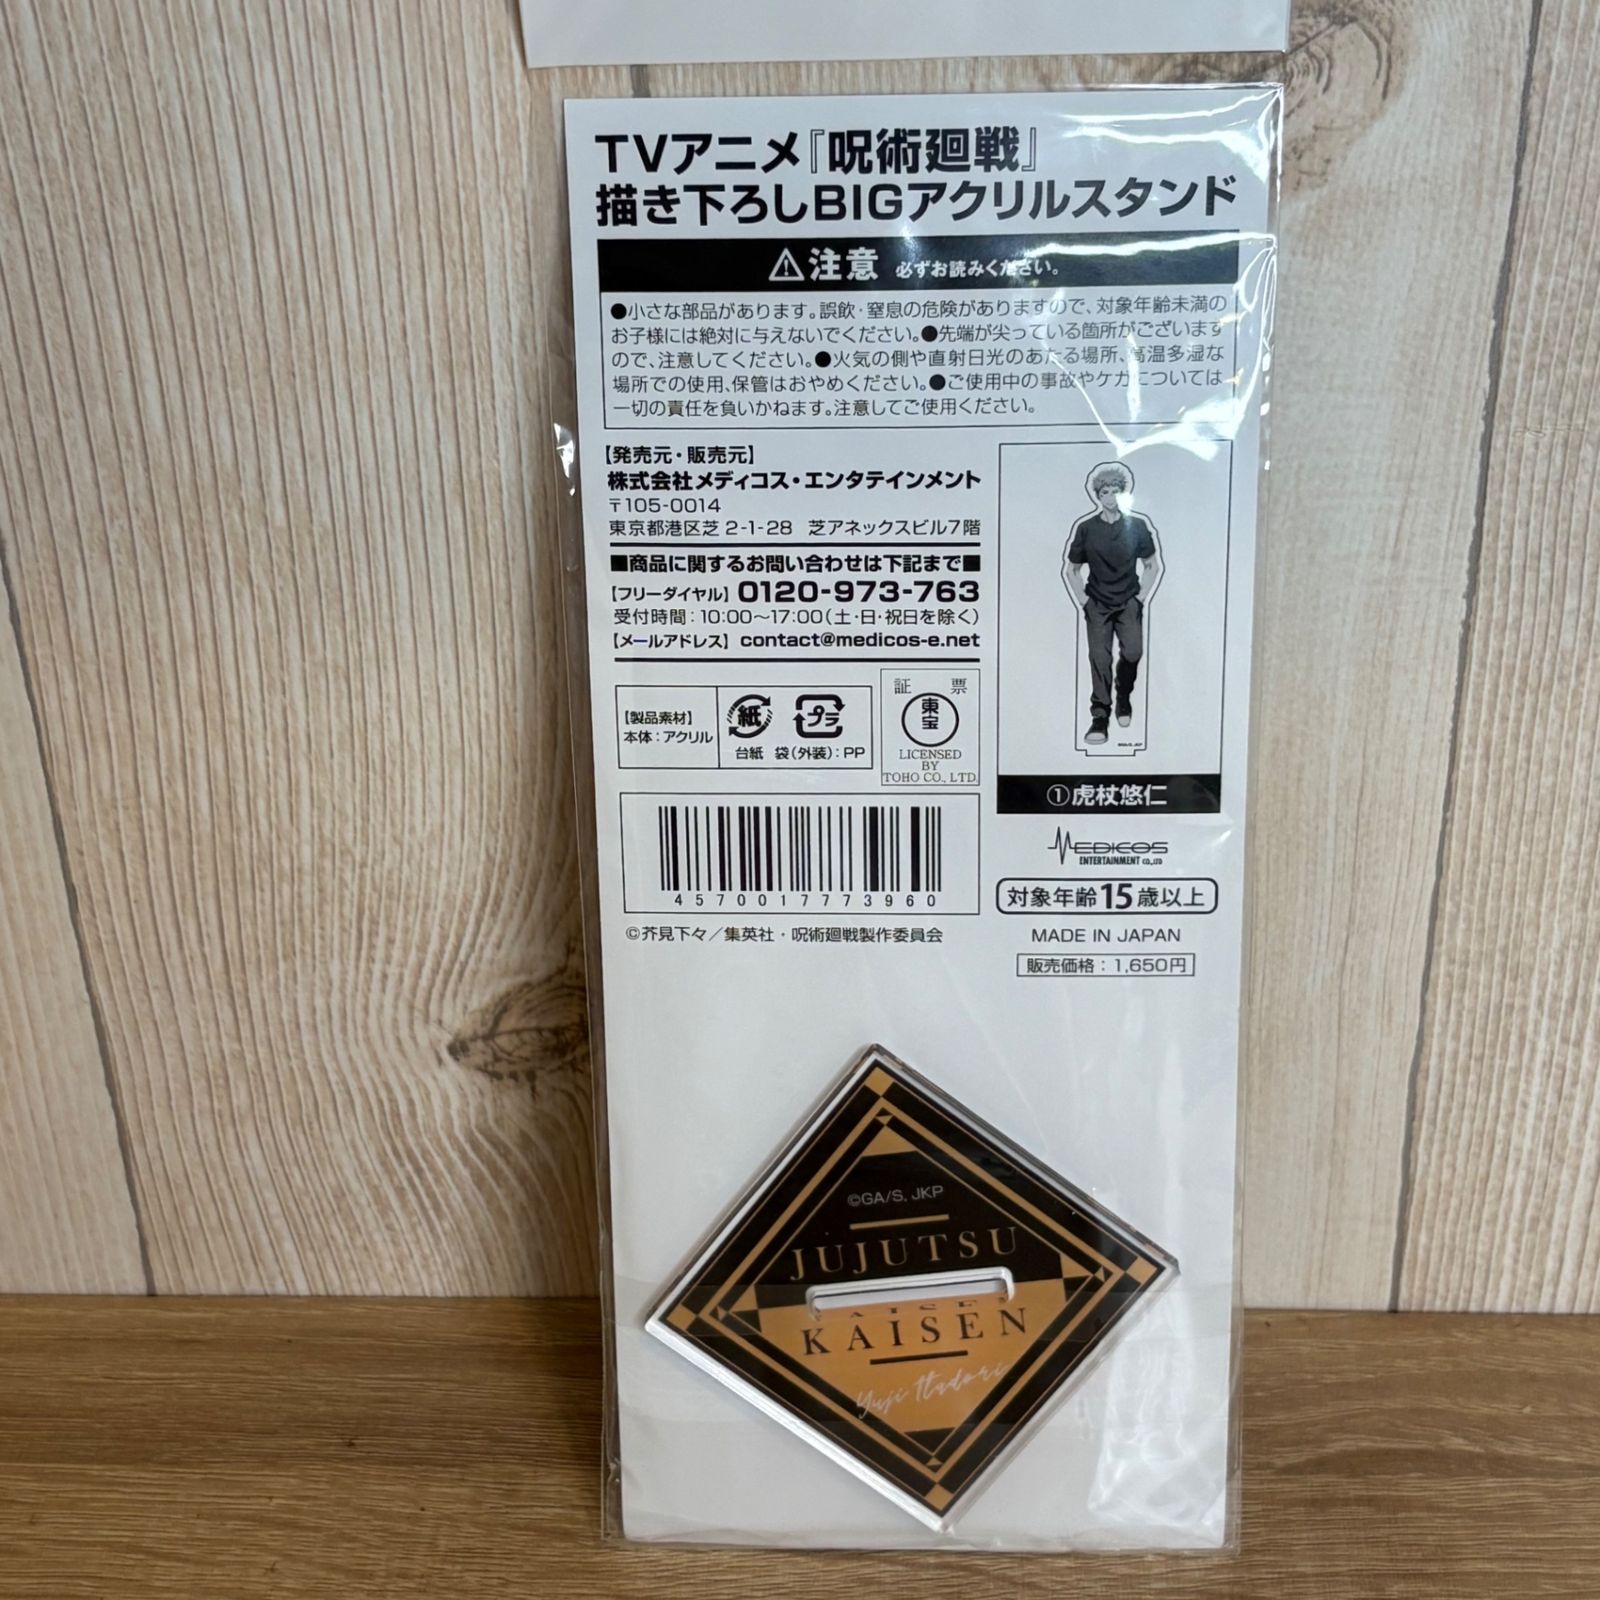 TVアニメ『呪術廻戦』
描き下ろしBIGアクリルスタンド
⚠注意 必ずお読みください。
●小さな部品があります。誤飲・窒息の危険がありますので、対象年齢未満の
お子様には絶対に与えないでください。●先端が尖っている箇所がございます
ので、注意してください。●火気の側や直射日光のあたる場所、高温多湿な
場所での使用、保管はおやめください。●ご使用中の事故やケガについては
一切の責任を負いかねます。注意してご使用ください。
【発売元・販売元】
株式会社メディコス・エンタテインメント
〒105-0014
東京都港区芝2-1-28 芝アネックスビル7階
■商品に関するお問い合わせは下記まで■
【フリーダイヤル】0120-973-763
受付時間:10:00〜17:00(土・日・祝日を除く)
【メールアドレス】contact@medicos-e.net
【製品素材】
本体:アクリル
紙
台紙
プラ
袋(外装):PP
証 票
東宝
LICENSED
BY
TOHO CO., LTD.
4570017773960
©芥見下々/集英社・呪術廻戦製作委員会
①虎杖悠仁
MEDICOS
ENTERTAINMENT CO.,LTD
対象年齢15歳以上
MADE IN JAPAN
販売価格:1,650円
©GA/S, JKP
JUJUTSU
KAISEN
Yuji Itadori